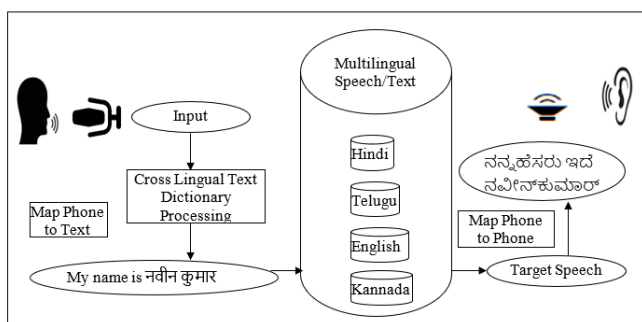 Input
Cross Lingual Text
Dictionary
Processing
Map Phone
to Text
My name is नवीन कुमार
Multilingual
Speech/Text
Hindi
Telugu
English
Kannada
Map Phone
to Phone
Target Speech
ನನ್ನಹೆಸರು ಇದೆ
ನವೀನ್‌ಕುಮಾರ್